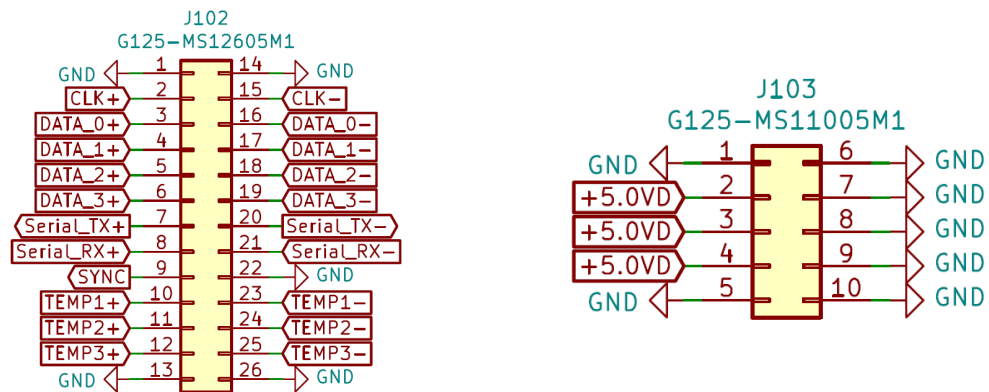 J102
G125-MS12605M1
GND 1 14 GND
CLK+ 2 15 CLK-
DATA_0+ 3 16 DATA_0-
DATA_1+ 4 17 DATA_1-
DATA_2+ 5 18 DATA_2-
DATA_3+ 6 19 DATA_3-
Serial_TX+ 7 20 Serial_TX-
Serial_RX+ 8 21 Serial_RX-
SYNC 9 22 GND
TEMP1+ 10 23 TEMP1-
TEMP2+ 11 24 TEMP2-
TEMP3+ 12 25 TEMP3-
GND 13 26 GND
J103
G125-MS11005M1
GND 1 6 GND
+5.0VD 2 7 GND
+5.0VD 3 8 GND
+5.0VD 4 9 GND
GND 5 10 GND